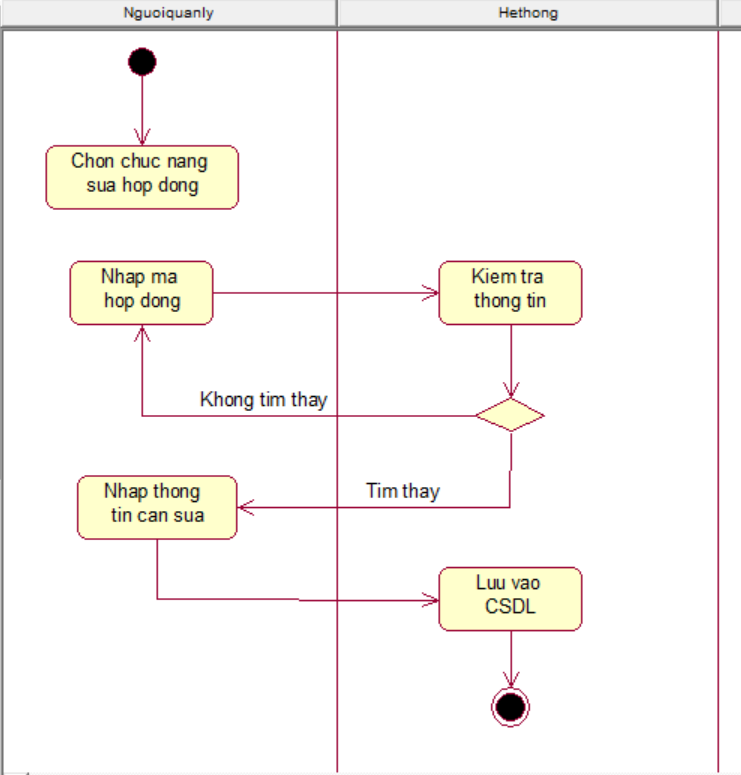 Nguoiquanly
Hethong
Chon chuc nang
sua hop dong
Nhap ma
hop dong
Kiem tra
thong tin
Khong tim thay
Nhap thong
tin can sua
Tim thay
Luu vao
CSDL